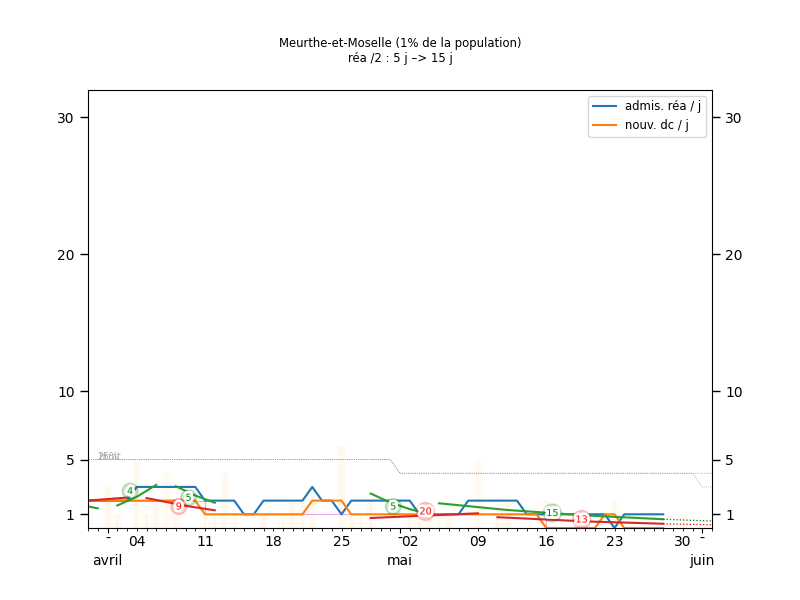 Meurthe-et-Moselle (1% de la population)
réa /2 : 5 j –> 15 j
admis. réa / j
nouv. dc / j
30 30
20 20
10 10
5 5
1 1
4 9 5 5 20 15 13
- 04 11 18 25 - 02 09 16 23 30 -
avril mai juin